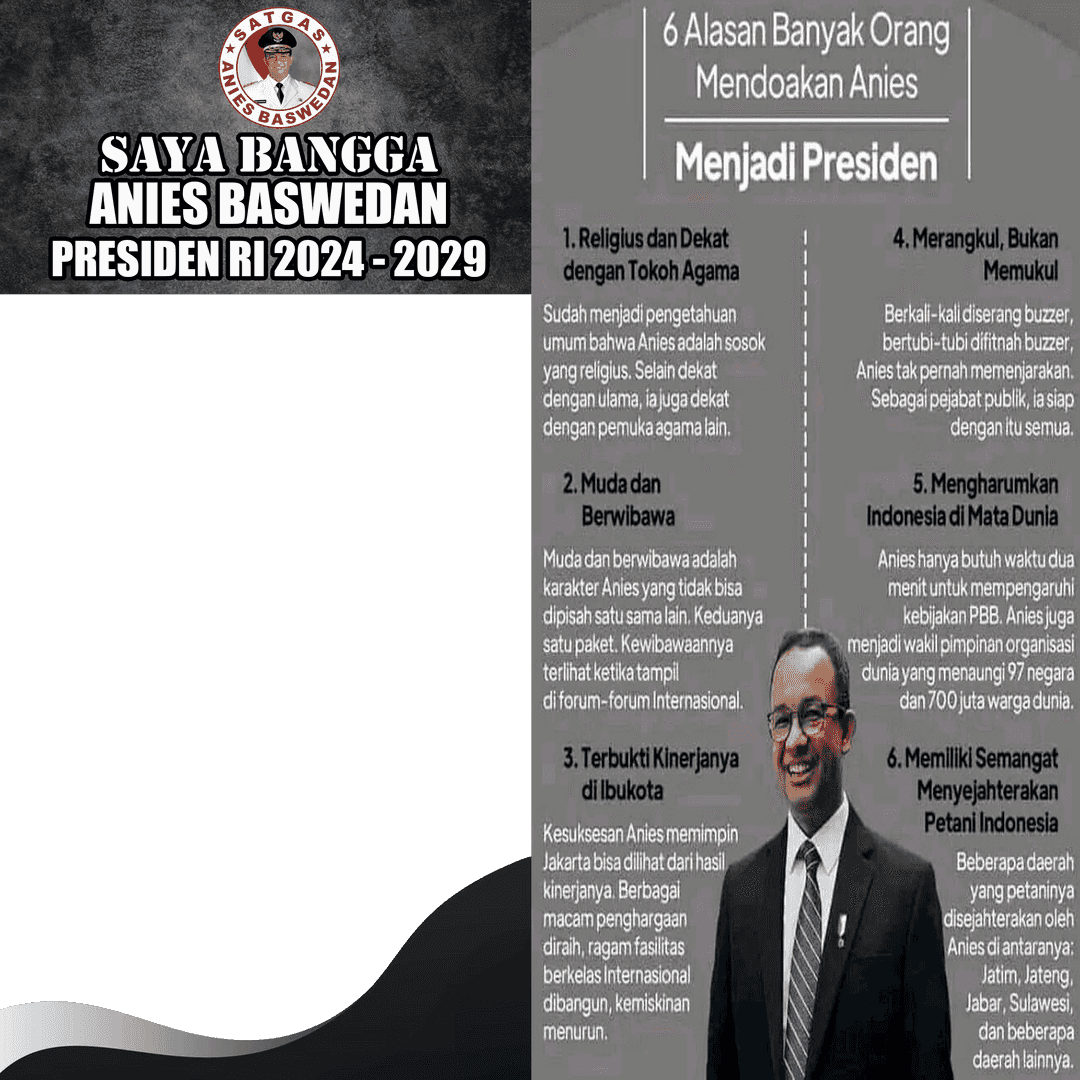 SATGAS
ANIES BASWEDAN
SAYA BANGGA
ANIES BASWEDAN
PRESIDEN RI 2024 - 2029
6 Alasan Banyak Orang
Mendoakan Anies
Menjadi Presiden
1. Religius dan Dekat
dengan Tokoh Agama
Sudah menjadi pengetahuan
umum bahwa Anies adalah sosok
yang religius. Selain dekat
dengan ulama, ia juga dekat
dengan pemuka agama lain.
2. Muda dan
Berwibawa
Muda dan berwibawa adalah
karakter Anies yang tidak bisa
dipisah satu sama lain. Keduanya
satu paket. Kewibawaannya
terlihat ketika tampil
di forum-forum Internasional.
3. Terbukti Kinerjanya
di Ibukota
Kesuksesan Anies memimpin
Jakarta bisa dilihat dari hasil
kinerjanya. Berbagai
macam penghargaan
diraih, ragam fasilitas
berkelas Internasional
dibangun, kemiskinan
menurun.
4. Merangkul, Bukan
Memukul
Berkali-kali diserang buzzer,
bertubi-tubi difitnah buzzer,
Anies tak pernah memenjarakan.
Sebagai pejabat publik, ia siap
dengan itu semua.
5. Mengharumkan
Indonesia di Mata Dunia
Anies hanya butuh waktu dua
menit untuk mempengaruhi
kebijakan PBB. Anies juga
menjadi wakil pimpinan organisasi
dunia yang menaungi 97 negara
dan 700 juta warga dunia.
6. Memiliki Semangat
Menyejahterakan
Petani Indonesia
Beberapa daerah
yang petaninya
disejahterakan oleh
Anies di antaranya:
Jatim, Jateng,
Jabar, Sulawesi,
dan beberapa
daerah lainnya.